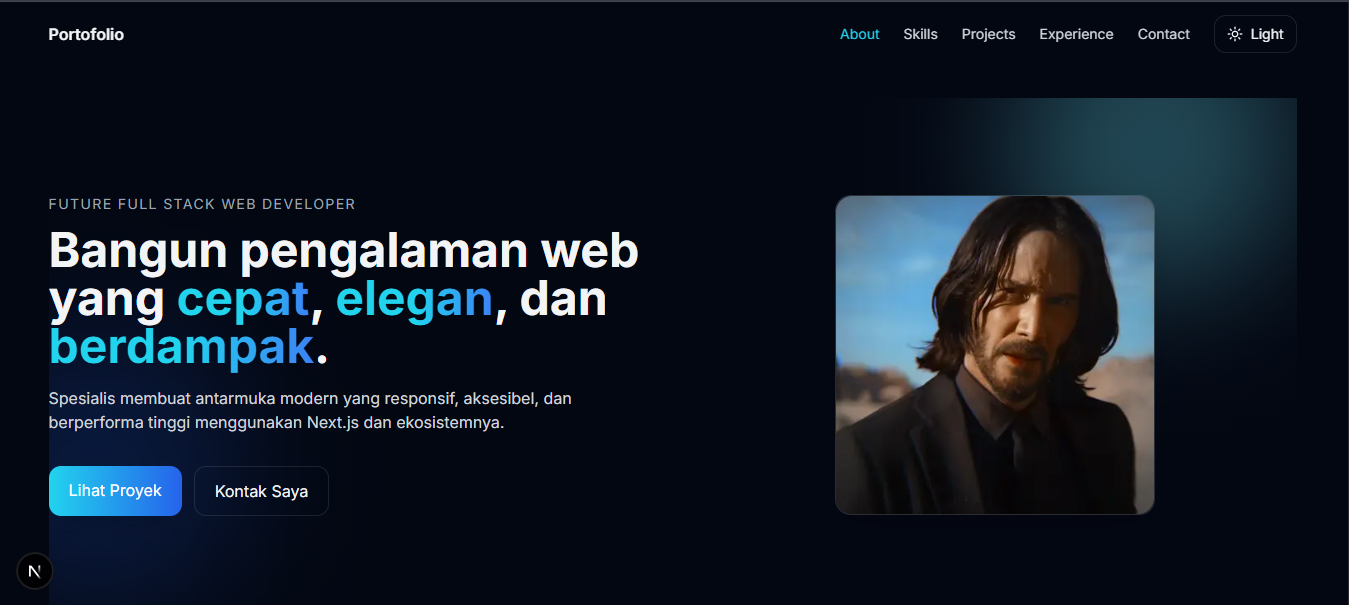 Portofolio
About Skills Projects Experience Contact Light
FUTURE FULL STACK WEB DEVELOPER
Bangun pengalaman web
yang cepat, elegan, dan
berdampak.
Spesialis membuat antarmuka modern yang responsif, aksesibel, dan
berperforma tinggi menggunakan Next.js dan ekosistemnya.
Lihat Proyek Kontak Saya
N